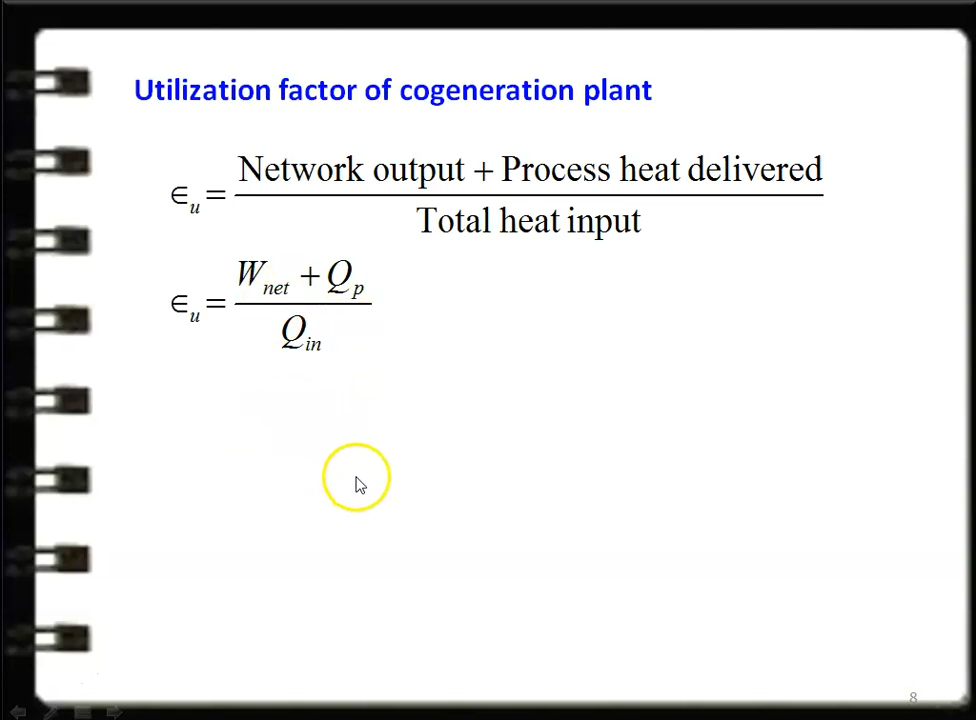 Utilization factor of cogeneration plant
∈u = Network output + Process heat delivered / Total heat input
∈u = Wnet + Qp / Qin
8